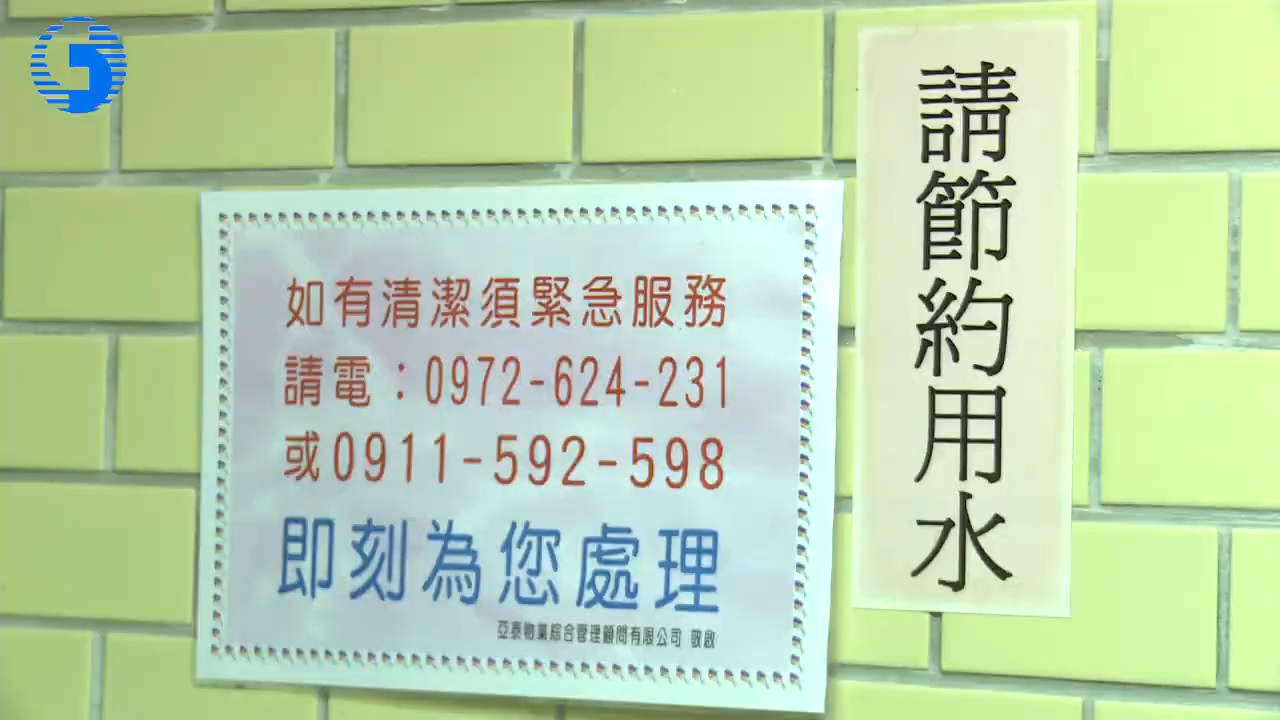 如有清潔須緊急服務
請電：0972-624-231
或0911-592-598
即刻為您處理
亞泰物業綜合管理顧問有限公司 敬啟
請節約用水